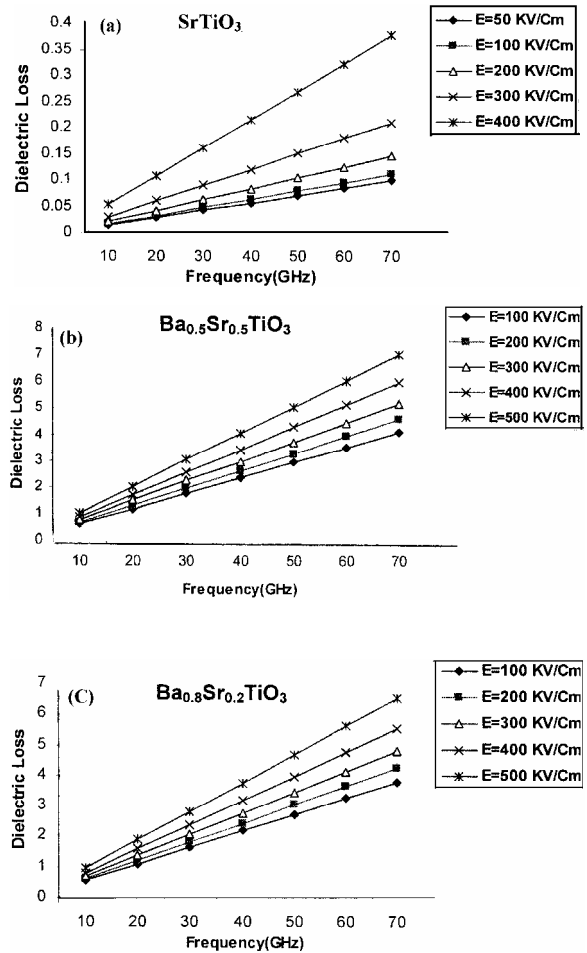 (a) SrTiO₃
Dielectric Loss
0.4
0.35
0.3
0.25
0.2
0.15
0.1
0.05
0
10 20 30 40 50 60 70
Frequency(GHz)
E=50 KV/Cm
E=100 KV/Cm
E=200 KV/Cm
E=300 KV/Cm
E=400 KV/Cm
(b) Ba₀.₅Sr₀.₅TiO₃
Dielectric Loss
8
7
6
5
4
3
2
1
0
10 20 30 40 50 60 70
Frequency(GHz)
E=100 KV/Cm
E=200 KV/Cm
E=300 KV/Cm
E=400 KV/Cm
E=500 KV/Cm
(C) Ba₀.₈Sr₀.₂TiO₃
Dielectric Loss
7
6
5
4
3
2
1
0
10 20 30 40 50 60 70
Frequency(GHz)
E=100 KV/Cm
E=200 KV/Cm
E=300 KV/Cm
E=400 KV/Cm
E=500 KV/Cm